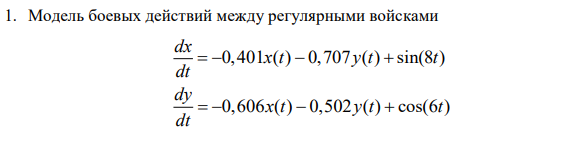 1. Модель боевых действий между регулярными войсками
dx/dt = −0,401x(t) − 0,707y(t) + sin(8t)
dy/dt = −0,606x(t) − 0,502y(t) + cos(6t)